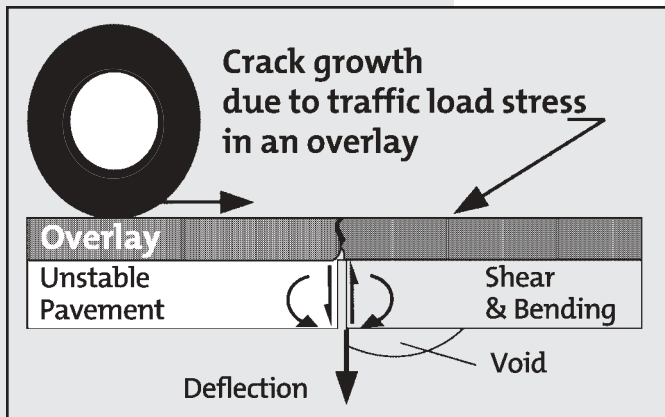 Crack growth
due to traffic load stress
in an overlay
Overlay
Unstable
Pavement
Shear
& Bending
Void
Deflection